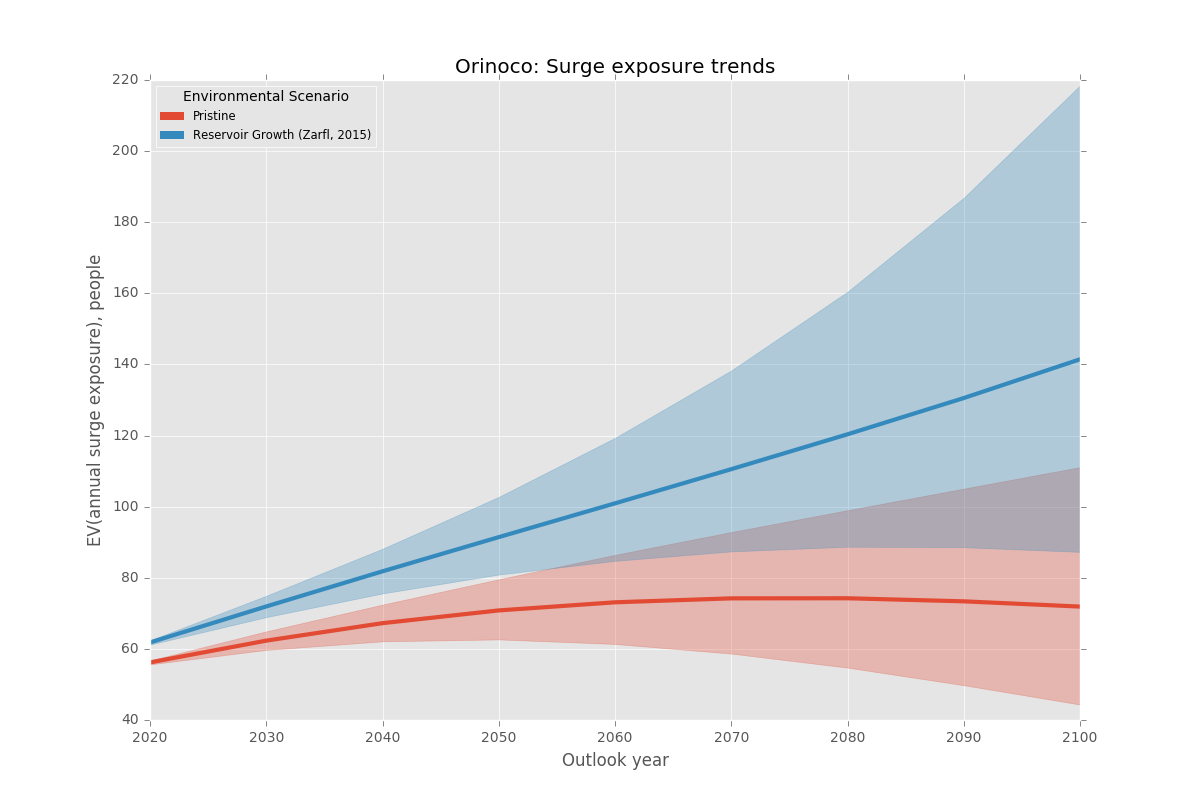 Orinoco: Surge exposure trends
Environmental Scenario
Pristine
Reservoir Growth (Zarfl, 2015)
EV(annual surge exposure), people
220
200
180
160
140
120
100
80
60
40
2020 2030 2040 2050 2060 2070 2080 2090 2100
Outlook year